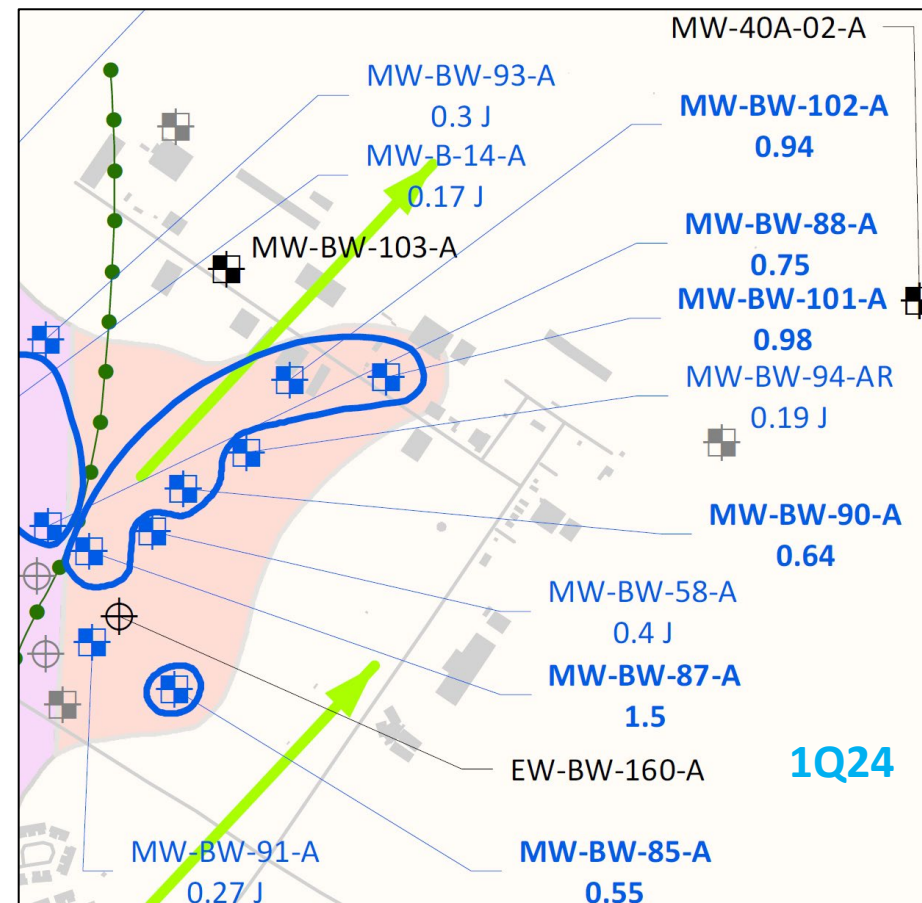 MW-40A-02-A
MW-BW-93-A
0.3 J
MW-BW-102-A
0.94
MW-B-14-A
0.17 J
MW-BW-103-A
MW-BW-88-A
0.75
MW-BW-101-A
0.98
MW-BW-94-AR
0.19 J
MW-BW-90-A
0.64
MW-BW-58-A
0.4 J
MW-BW-87-A
1.5
EW-BW-160-A
1Q24
MW-BW-91-A
0.27 J
MW-BW-85-A
0.55